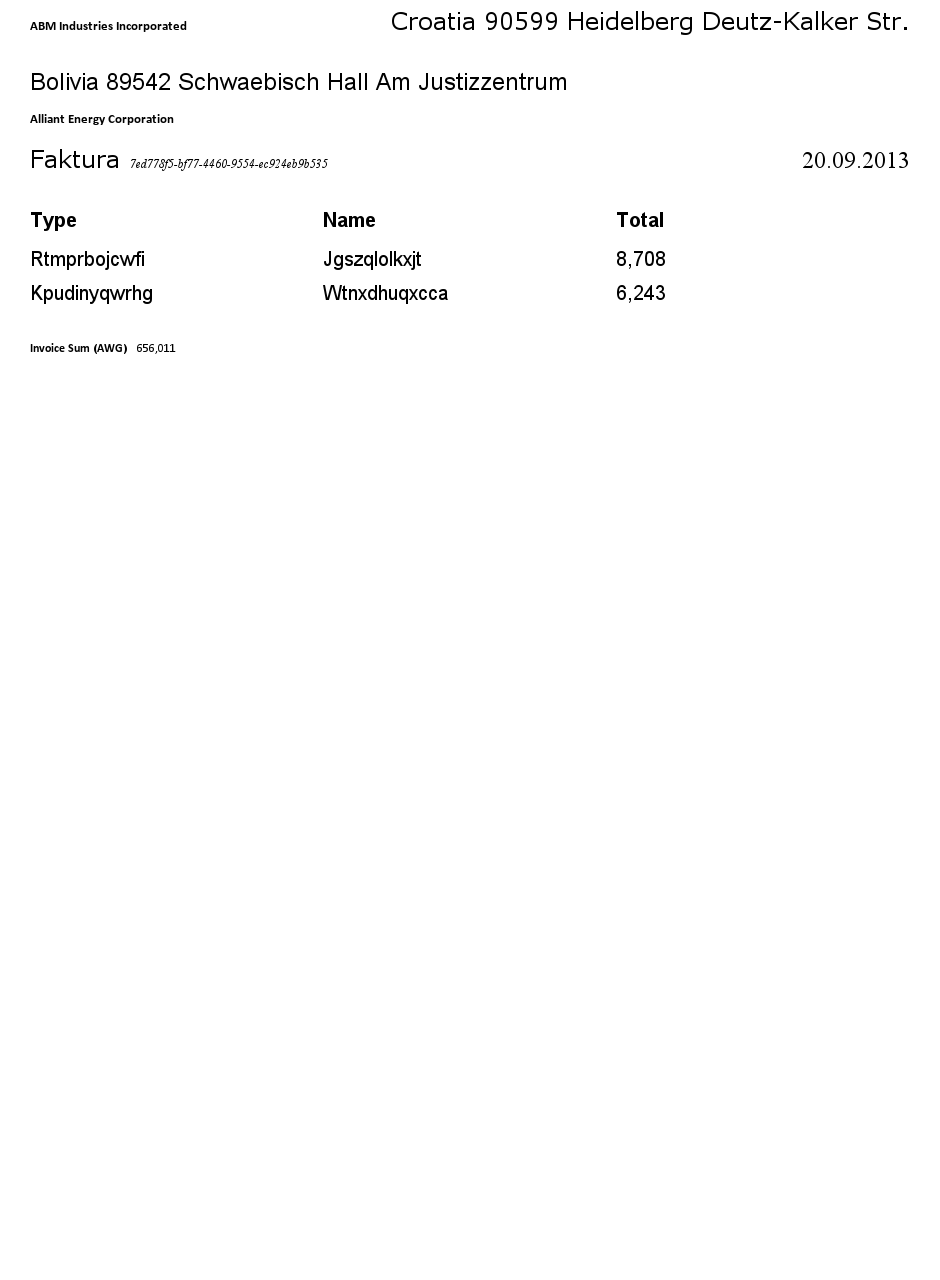 ABM Industries Incorporated Croatia 90599 Heidelberg Deutz-Kalker Str.
Bolivia 89542 Schwaebisch Hall Am Justizzentrum
Alliant Energy Corporation
Faktura 7ed778f5-bf77-4460-9554-ec924eb9b535 20.09.2013
Type Name Total
Rtmprbojcwfi Jgszqlolkxjt 8,708
Kpudinyqwrhg Wtnxdhuqxcca 6,243
Invoice Sum (AWG) 656,011